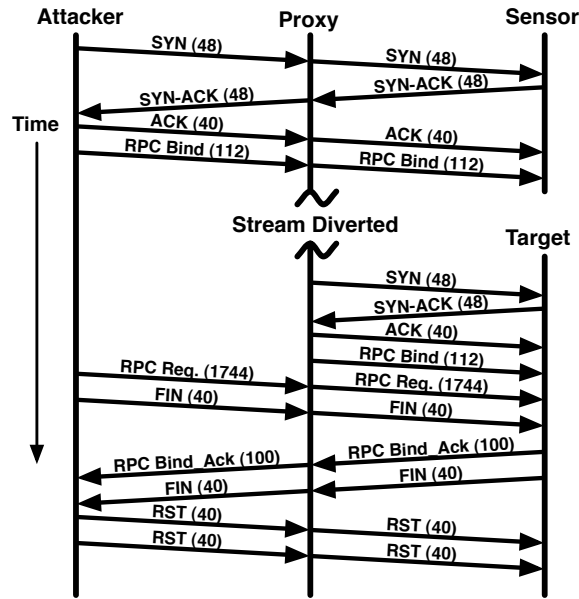 Attacker Proxy Sensor
SYN (48)
SYN (48)
SYN-ACK (48)
SYN-ACK (48)
Time
ACK (40)
ACK (40)
RPC Bind (112)
RPC Bind (112)
Stream Diverted
Target
SYN (48)
SYN-ACK (48)
ACK (40)
RPC Bind (112)
RPC Req. (1744)
RPC Req. (1744)
FIN (40)
FIN (40)
RPC Bind_Ack (100)
RPC Bind_Ack (100)
FIN (40)
FIN (40)
RST (40)
RST (40)
RST (40)
RST (40)